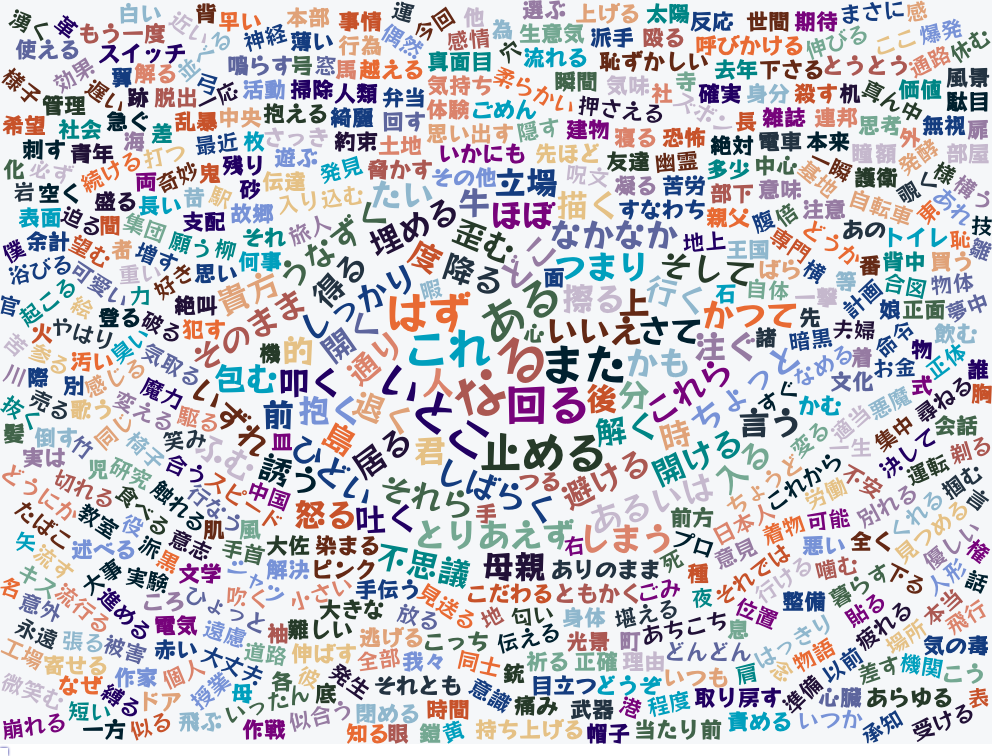 湧く 白い 背 早い 本部 事情 運 今回 他 選ぶ 上げる 太陽 反応 世間 期待 まさに 感
もう一度 近い 神経 薄い 行為 偶然 感情 為 生意気 派手 殴る 呼びかける 伸びる ここ 爆発
使える スイッチ 鳴らす 号 窓 馬 越える 真面目 穴 流れる 恥ずかしい 去年 下さる とうとう 通路 休む
様子 効果 翼 解る 並ぶ 弓 一応 活動 掃除 人類 弁当 気持ち 柔らかい 瞬間 気味 社 寺 確実 身分 殺す 机 真ん中 価値 風景
管理 遅い 跡 脱出 抱える 綺麗 回す 体験 ごめん 押さえる 長 雑誌 連邦 思考 外 無視 扉 駄目
希望 社会 急ぐ 差 乱暴 中央 さっき 約束 土地 思い出す 隠す 建物 寝る 恐怖 絶対 電車 本来
刺す 青年 海 最近 枚 遊ぶ 発見 脅かす いかにも 先ほど 友達 幽霊 多少 中心 一瞬 瞳 額 発酵 部屋
化 必ず 続ける 打つ 奇妙 鬼 残り 伝達 その他 立場 呪文 凝る 苦労 部下 意味 基地 護衛 覗く 様
岩 空く 盛る 両 長い 昔 駅 砂 入り込む たい 牛 ほぼ 描く すなわち 親父 腹 倍 注意 自転車 東 あれ 技
表面 迫る 間 集団 支配 故郷 旅人 く 埋める 歪む なかなか 地上 王国 専門 どうか あの トイレ 恥 難
僕 余計 望む 者 増す 願う 柳 それ 何事 うなずく 得る 度 降る 面 つまり そして ばら 横 等 番 背中 買う
浴びる 可愛い 重い 力 好き 思い 貴方 しっかり 暇 ある 擦る 上 行く 石 自体 一撃 計画 合図 物体
官 起こる 絵 登る 破る 絶叫 犯す そのまま 開く はず 心 いいえ さて かつて 先 娘 正面 夢中
火 やはり 臭い 気取る 機 的 通り これ る また かも 注ぐ 諸 暗黒 夫婦 命令 飲む
苦 参る 汚い 感じる 魔力 いずれ 包む 叩く い 人 な 回る 後 分 これら っと なめる 着 お金 物 正体 誰
川 際 別 変える 駆る 前 抱く 退く と こ 解く 時 ちょっと すぐ かむ 文化 式 尋ねる 胸
抜く 売る 歌う 同じ 笑み ふむ 皿 ひどい 島 居る 君 止める 開ける 言う 変る 適当 悪魔 集中 会話
髪 倒す 竹 椅子 合う スピード 誘う それら しばらく つる 避ける 入る 一生 決して 運転 剃る
実は 児 研究 触れる 行なう 中国 怒る 吐く 手 あるいは ちょうど これから 不安 別れる 掴む
どうにか 切れる 食べる 肌 風 とりあえず 右 しまう 前方 日本人 労働 くれる 言
たばこ 教室 役 派 意志 手首 大佐 染まる 不思議 母親 ありのまま 死 プロ 意見 着物 可能 全く 見つめる
矢 流す 述べる 黒 文学 ジャン 解決 ピンク 手伝う 見送る こだわる ともかく ごみ 種 それでは 悪い 優しい 権
名 キス 流行る 大事 実験 ころ ひょっと 吹く 小さい 大きな 放る 地 匂い 身体 堪える 夜 行ける 噛む 暮らす 下る 人形 話
意外 進める 電気 遠慮 袖 難しい 逃げる こっち 伝える 光景 町 あちこち 息 位置 整備 貼る 疲れる 本当 飛行
永遠 張る 被害 赤い 大丈夫 道路 伸ばす 全部 我々 同士 祈る 正確 理由 どんどん はっきり 物語 以前 場所 気の毒
工場 寄せる 作家 個人 各 彼 発生 それとも 意識 銃 目立つ どうぞ いつも 肩 念 差す 機関 こう
微笑む なぜ 縛る ドア 授業 母 いったん 底 閉める 時間 痛み 武器 港 程度 取り戻す 準備 心臓 あらゆる 表
崩れる 短い 一方 似る 飛ぶ 作戦 似合う 知る 眼 鎧 黄 持ち上げる 帽子 当たり前 責める いつか 承知 受ける